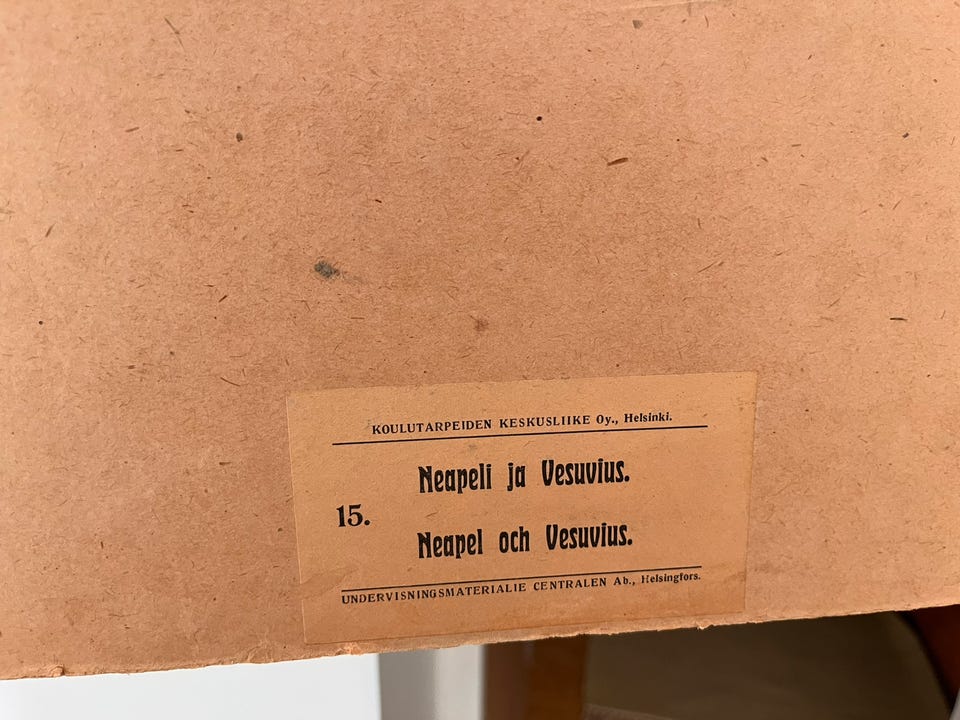 KOULUTARPEIDEN KESKUSLIIKE Oy., Helsinki.
Neapeli ja Vesuvius.
15.
Neapel och Vesuvius.
UNDERVISNINGSMATERIALIE CENTRALEN Ab., Helsingfors.